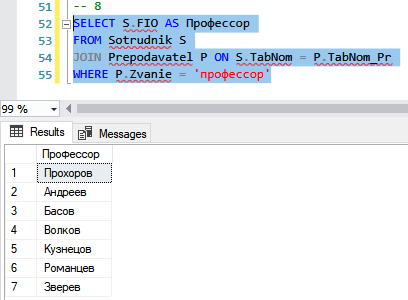 51 -- 8
52 SELECT S.FIO AS Профессор
53 FROM Sotrudnik S
54 JOIN Prepodavatel P ON S.TabNom = P.TabNom_Pr
55 WHERE P.Zvanie = 'профессор'
99 %
Results Messages
Профессор
1 Прохоров
2 Андреев
3 Басов
4 Волков
5 Кузнецов
6 Романцев
7 Зверев